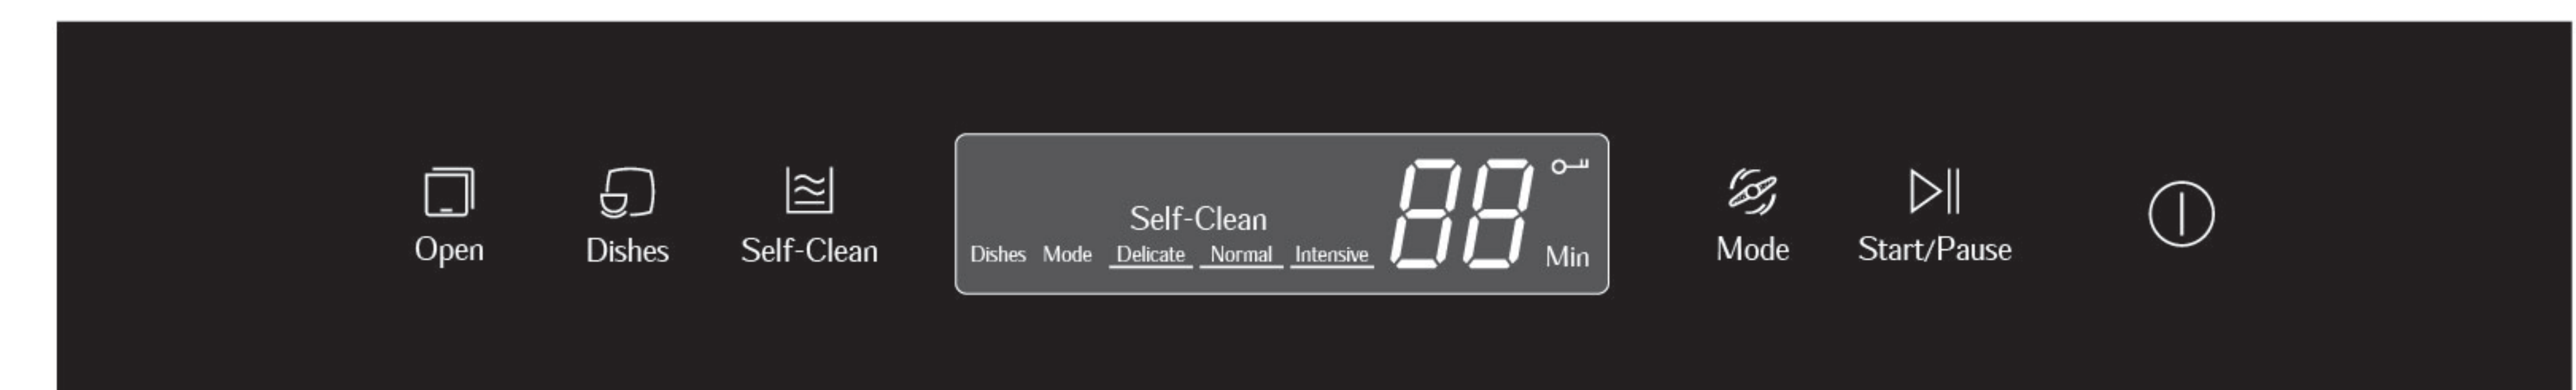 Open
Dishes
Self-Clean
Self-Clean
Dishes Mode Delicate Normal Intensive
88
Min
Mode
Start/Pause